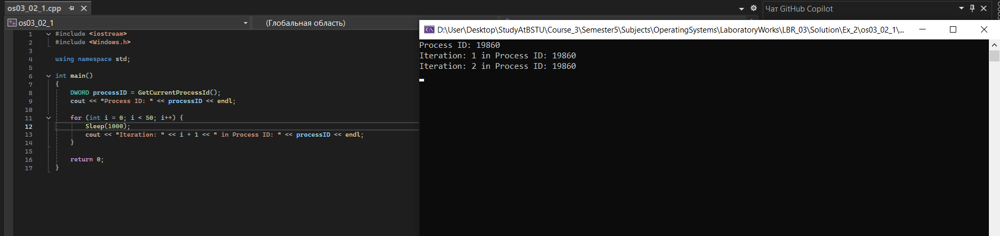 os03_02_1.cpp
Чат GitHub Copilot
os03_02_1
(Глобальная область)
1 #include <iostream>
2 #include <Windows.h>
3
4 using namespace std;
5
6 int main()
7 {
8 DWORD processID = GetCurrentProcessId();
9 cout << "Process ID: " << processID << endl;
10
11 for (int i = 0; i < 50; i++) {
12 Sleep(1000);
13 cout << "Iteration: " << i + 1 << " in Process ID: " << processID << endl;
14 }
15
16 return 0;
17 }
D:\User\Desktop\StudyAtBSTU\Course_3\Semester5\Subjects\OperatingSystems\LaboratoryWorks\LBR_03\Solution\Ex_2\os03_02_1\...
Process ID: 19860
Iteration: 1 in Process ID: 19860
Iteration: 2 in Process ID: 19860